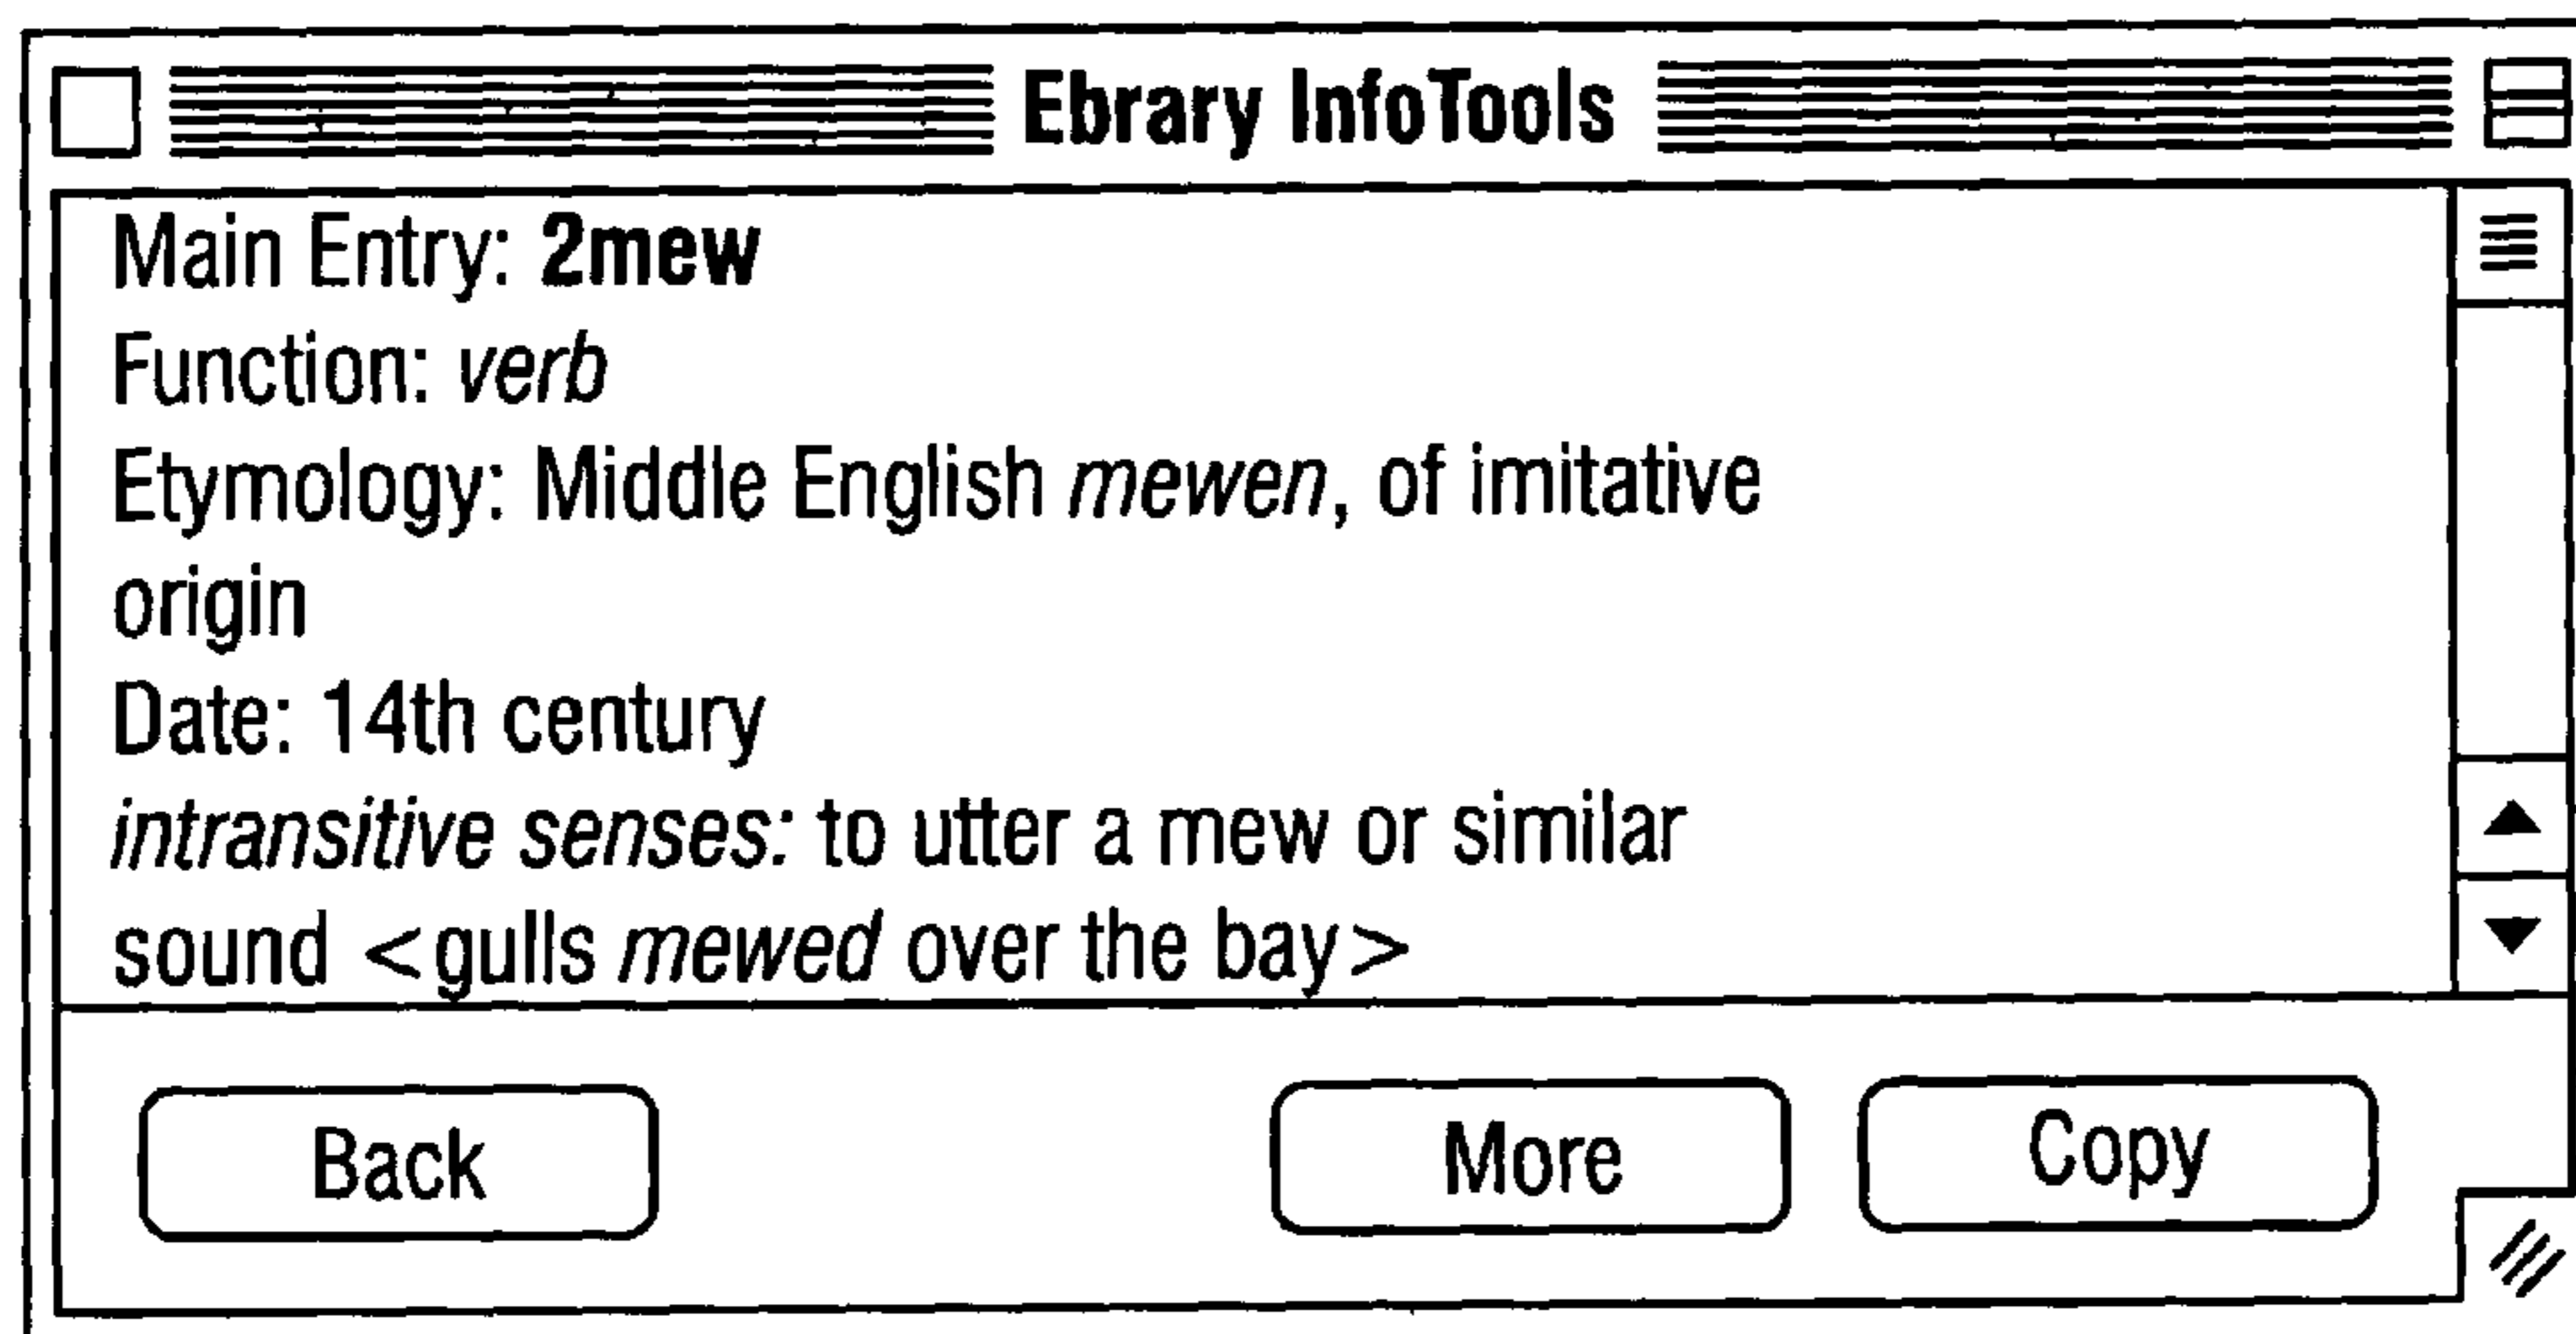 Ebrary InfoTools
Main Entry: 2mew
Function: verb
Etymology: Middle English mewen, of imitative
origin
Date: 14th century
intransitive senses: to utter a mew or similar
sound <gulls mewed over the bay>
Back More Copy